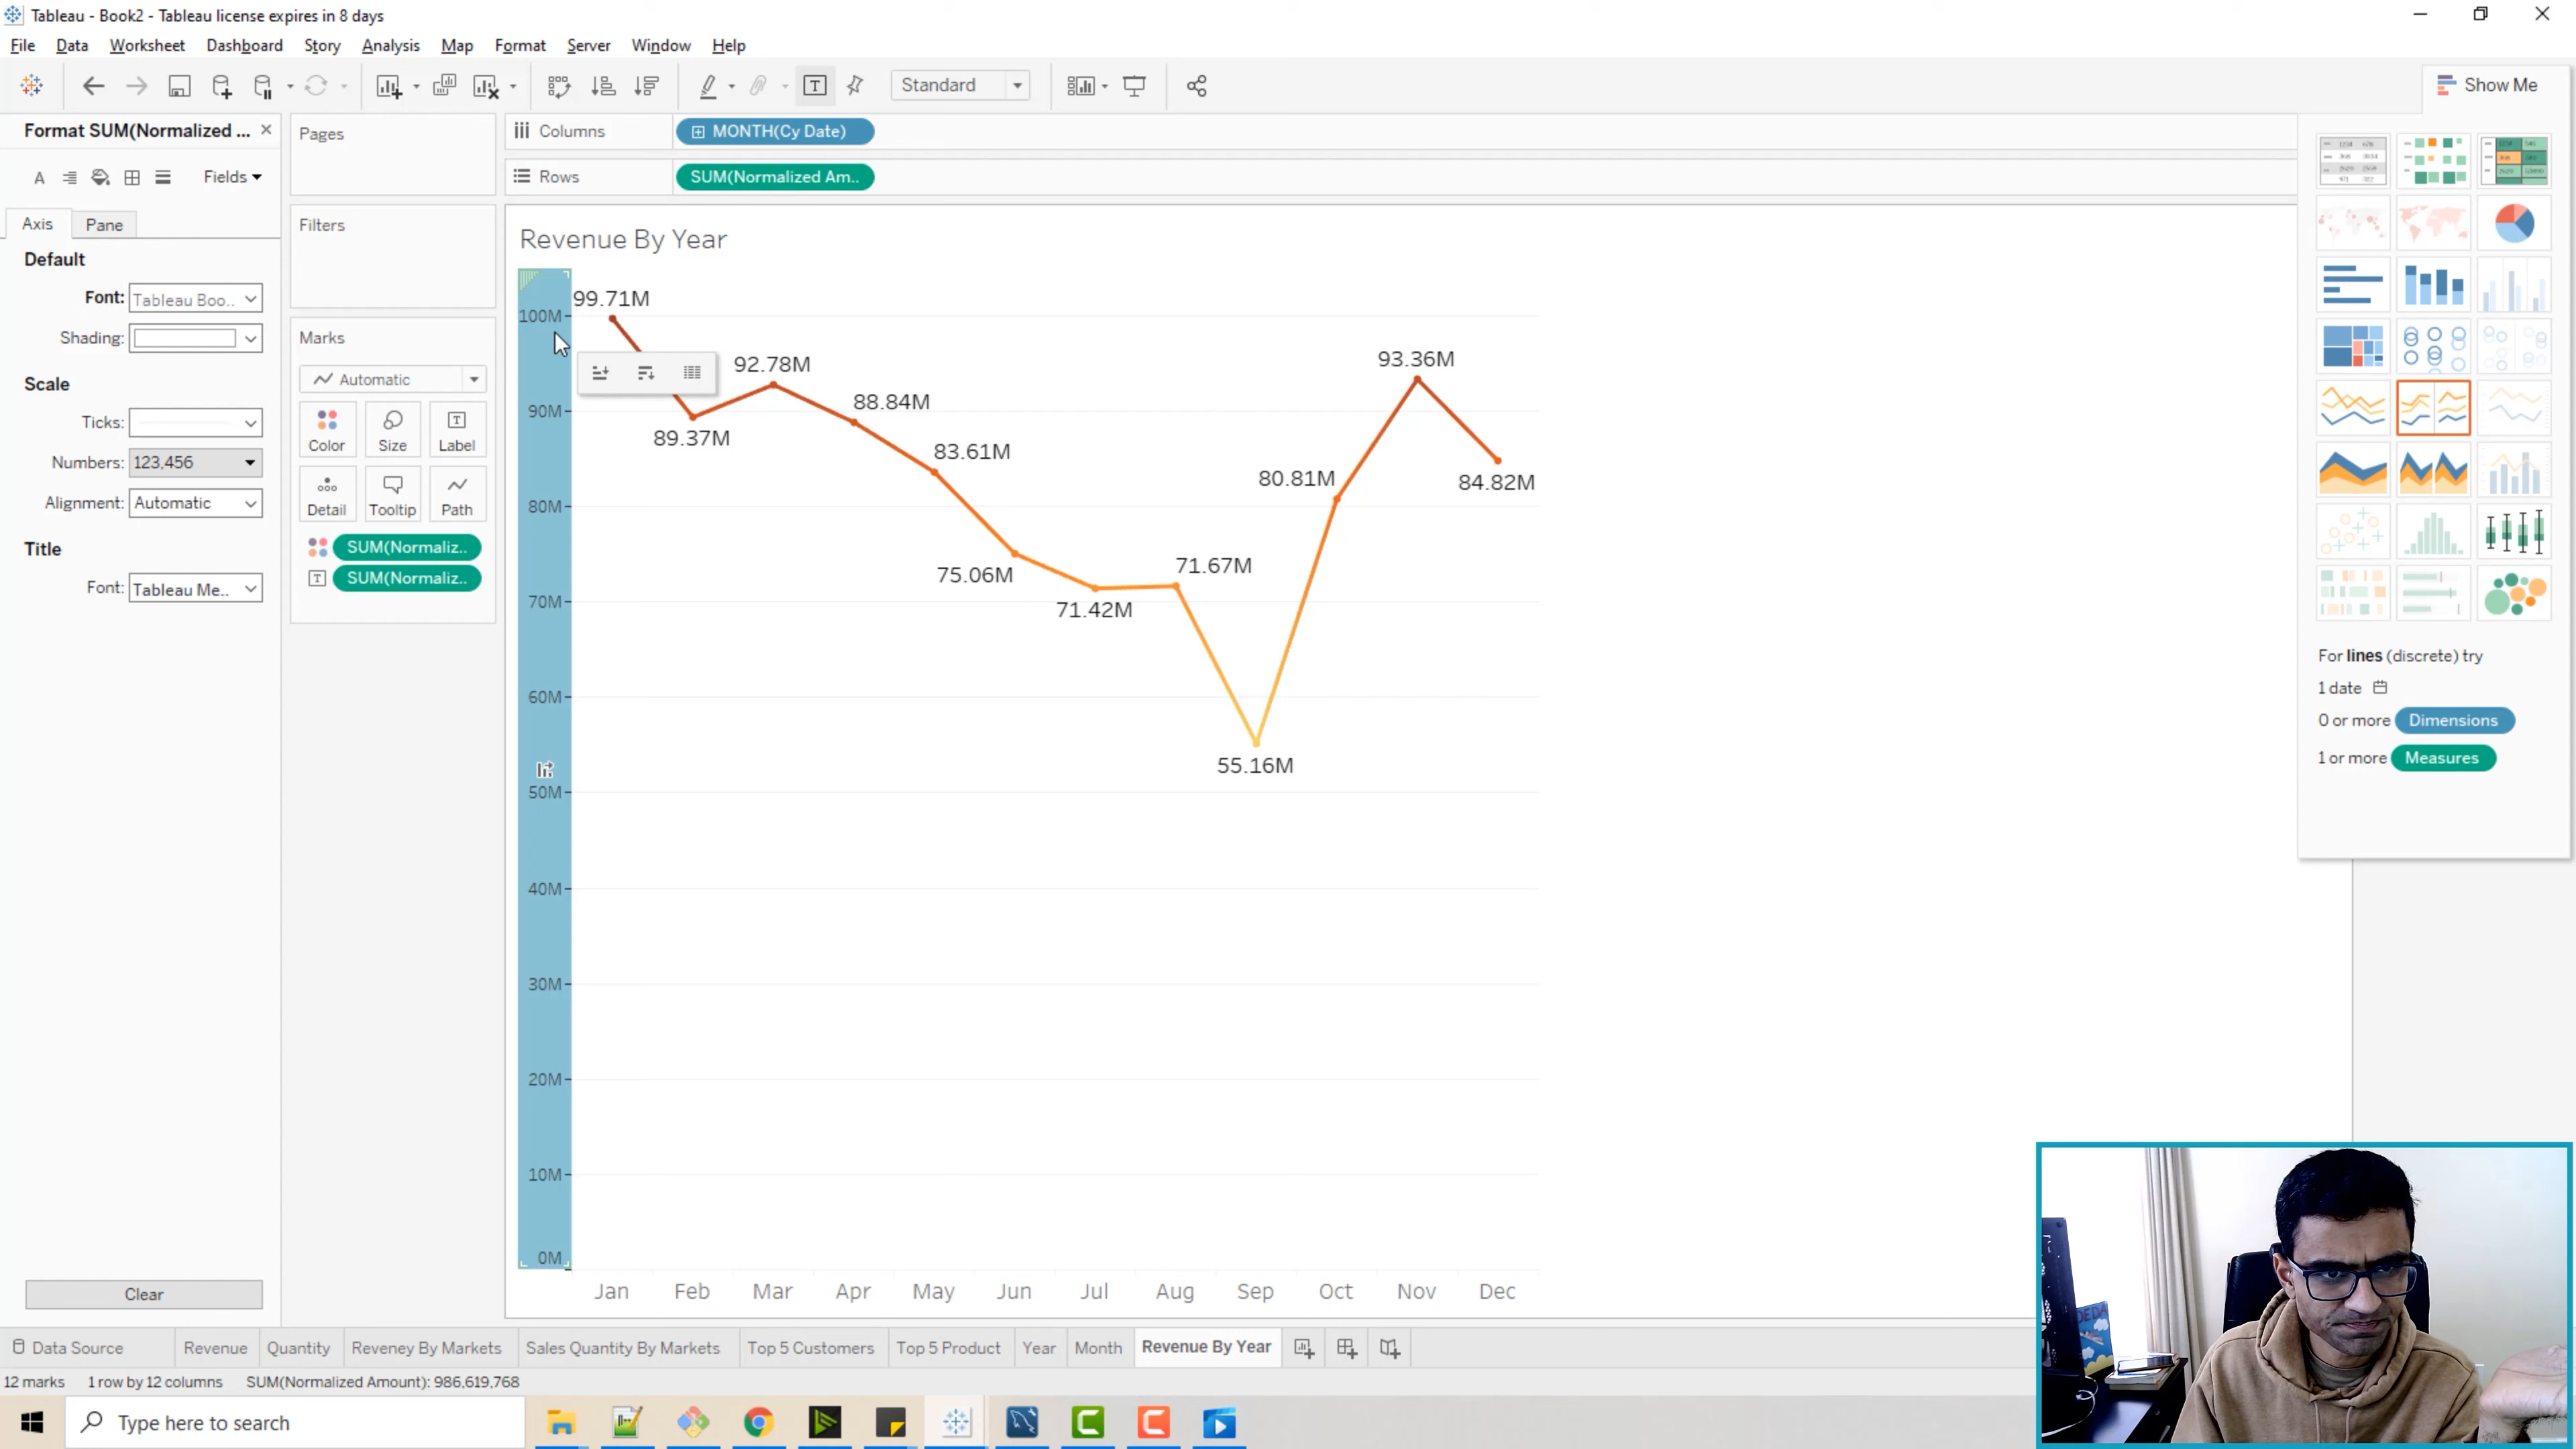 Tableau - Book2 - Tableau license expires in 8 days
File Data Worksheet Dashboard Story Analysis Map Format Server Window Help
Standard
Show Me
Format SUM(Normalized ...
Fields
Axis Pane
Default
Font: Tableau Boo..
Shading:
Scale
Ticks:
Numbers: 123,456
Alignment: Automatic
Title
Font: Tableau Me..
Clear
Pages
Filters
Marks
Automatic
Color Size Label
Detail Tooltip Path
SUM(Normaliz..
SUM(Normaliz..
Columns MONTH(Cy Date)
Rows SUM(Normalized Am..
Revenue By Year
100M
90M
80M
70M
60M
50M
40M
30M
20M
10M
0M
99.71M
89.37M
92.78M
88.84M
83.61M
75.06M
71.42M
71.67M
55.16M
80.81M
93.36M
84.82M
Jan Feb Mar Apr May Jun Jul Aug Sep Oct Nov Dec
For lines (discrete) try
1 date
0 or more Dimensions
1 or more Measures
Data Source Revenue Quantity Reveney By Markets Sales Quantity By Markets Top 5 Customers Top 5 Product Year Month Revenue By Year
12 marks 1 row by 12 columns SUM(Normalized Amount): 986,619,768
Type here to search